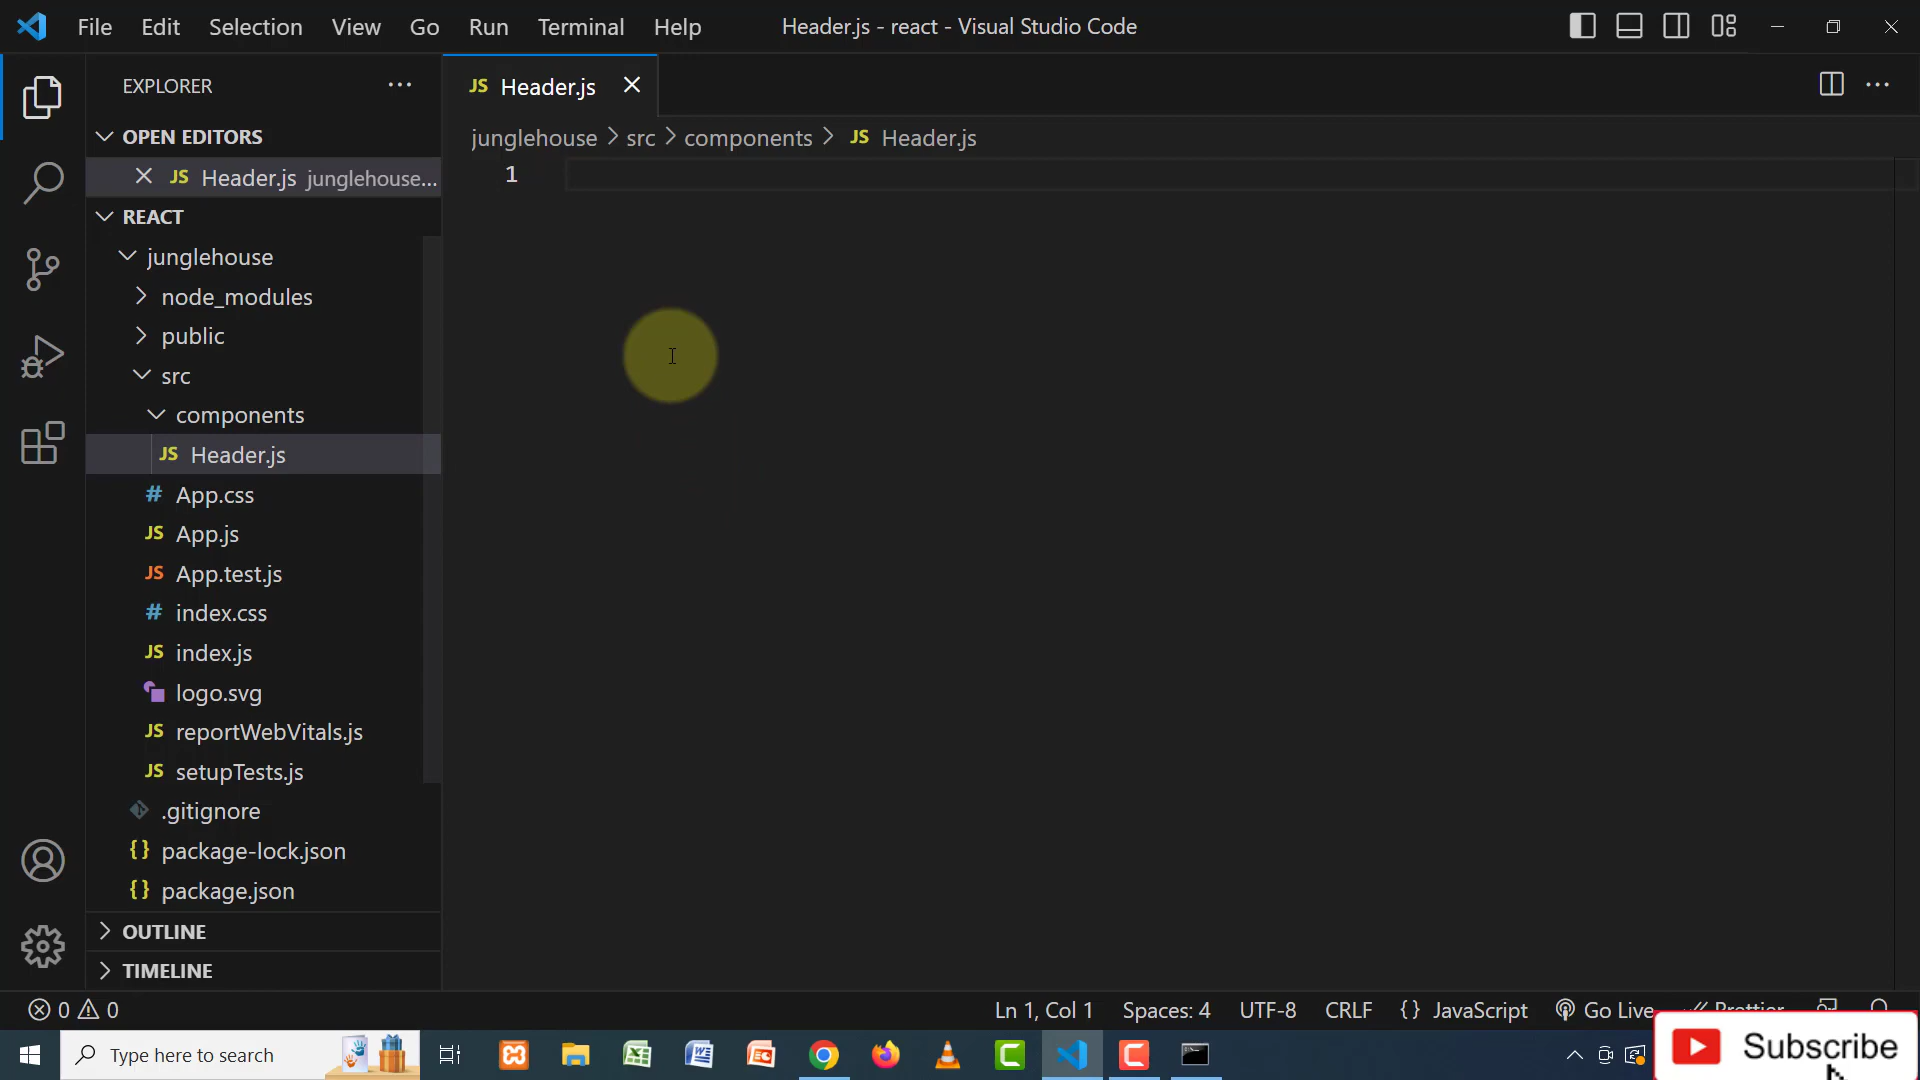 File Edit Selection View Go Run Terminal Help Header.js - react - Visual Studio Code
EXPLORER ···
JS Header.js
OPEN EDITORS
JS Header.js junglehouse...
junglehouse > src > components > JS Header.js
1
REACT
junglehouse
node_modules
public
src
components
JS Header.js
# App.css
JS App.js
JS App.test.js
# index.css
JS index.js
logo.svg
JS reportWebVitals.js
JS setupTests.js
.gitignore
{} package-lock.json
{} package.json
OUTLINE
TIMELINE
0 0 Ln 1, Col 1 Spaces: 4 UTF-8 CRLF {} JavaScript Go Live Prettier
Type here to search
Subscribe